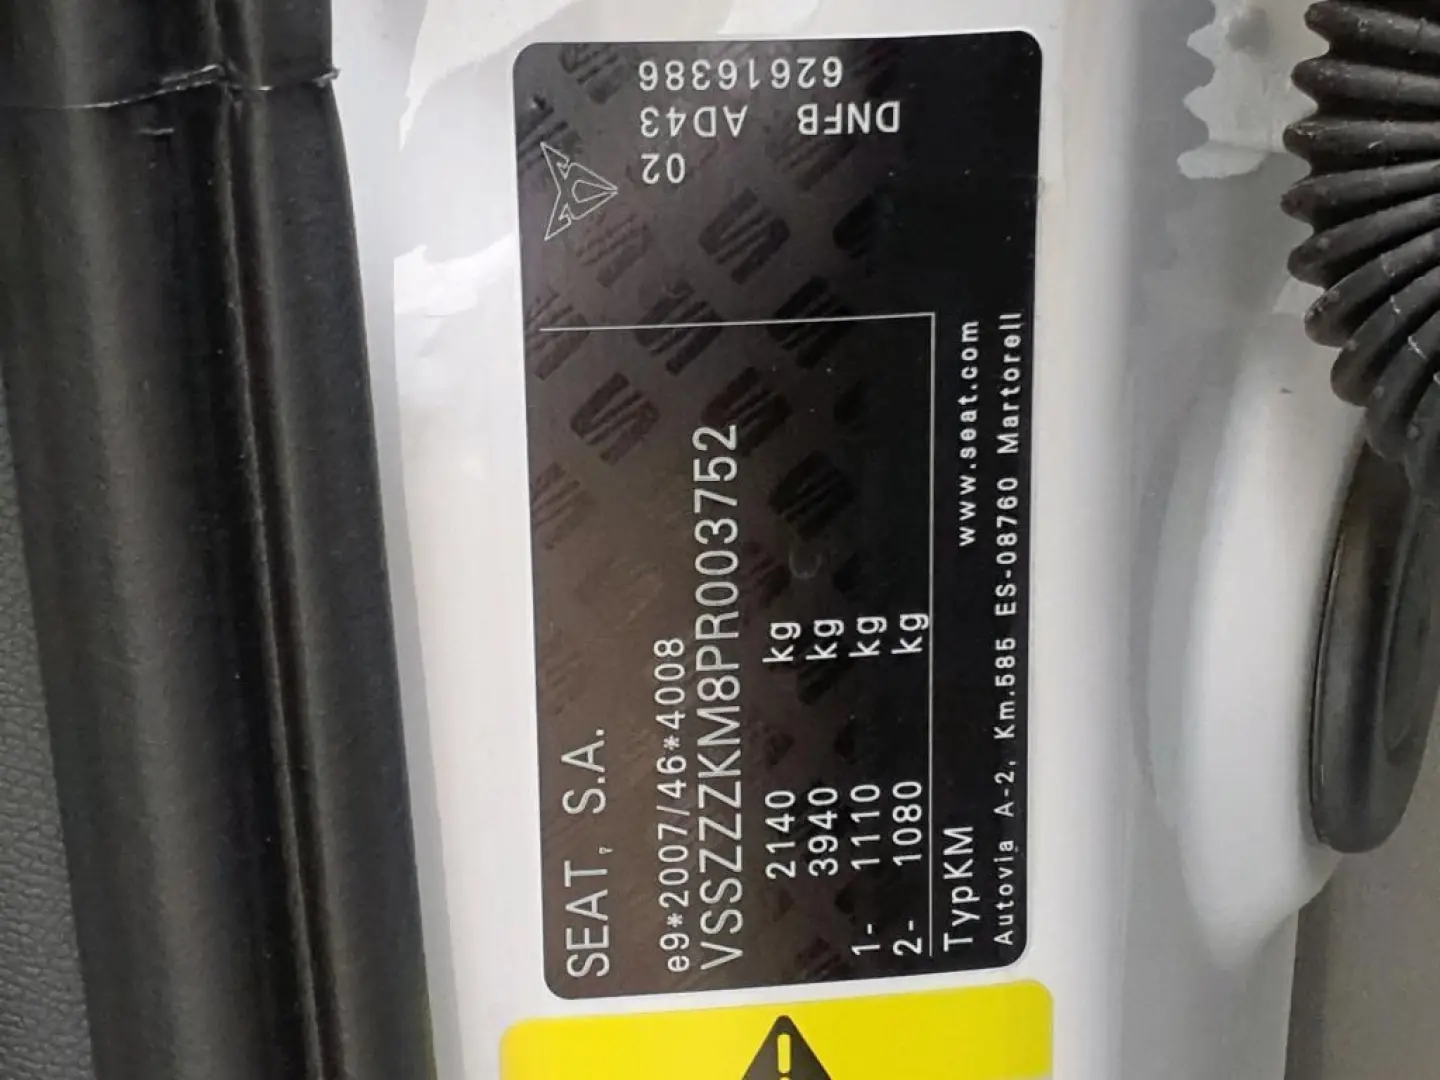 SEAT, S.A.
e9*2007/46*4008
VSSZZZKM8PR003752
2140 kg
3940 kg
1- 1110 kg
2- 1080 kg
TypKM
www.seat.com
Autovia A-2, Km.585 ES-08760 Martorell
62616386
DNFB AD43
02